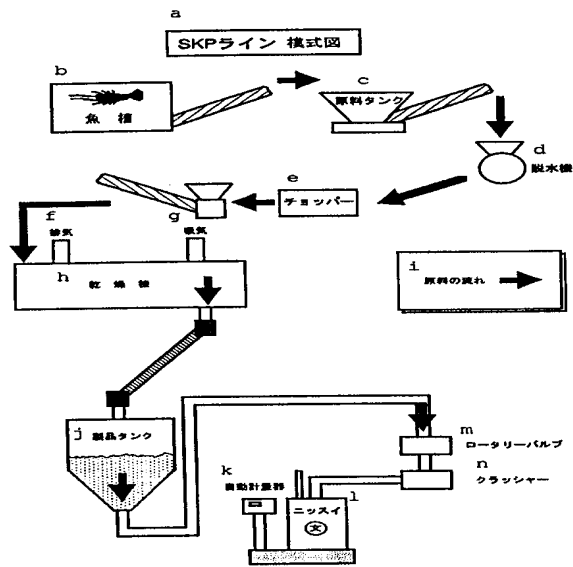 a
SKPライン 模式図
b
魚 槽
c
原料タンク
d
脱水機
e
チョッパー
f
排気
g
吸気
h
乾 燥 機
i
原料の流れ
j 製品タンク
m
ロータリーバルブ
n
クラッシャー
k
自動計量器
l
ニッスイ
文